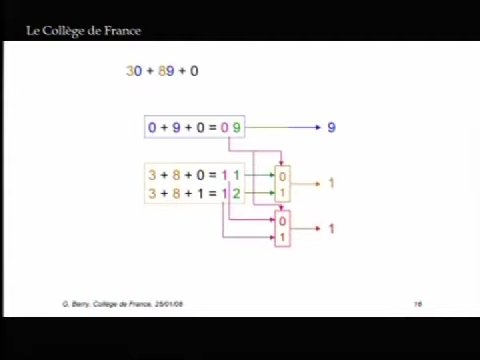 Le Collège de France
30 + 89 + 0
0 + 9 + 0 = 0 9
9
3 + 8 + 0 = 1 1
3 + 8 + 1 = 1 2
0
1
1
0
1
1
G. Berry, Collège de France, 25/01/08
16